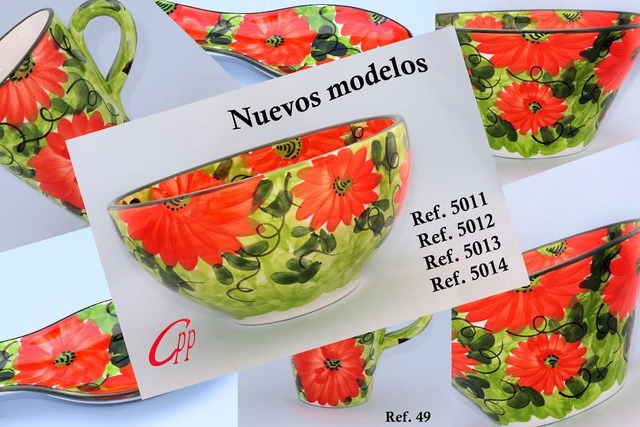 Nuevos modelos
Ref. 5011
Ref. 5012
Ref. 5013
Ref. 5014
Cpp
Ref. 49